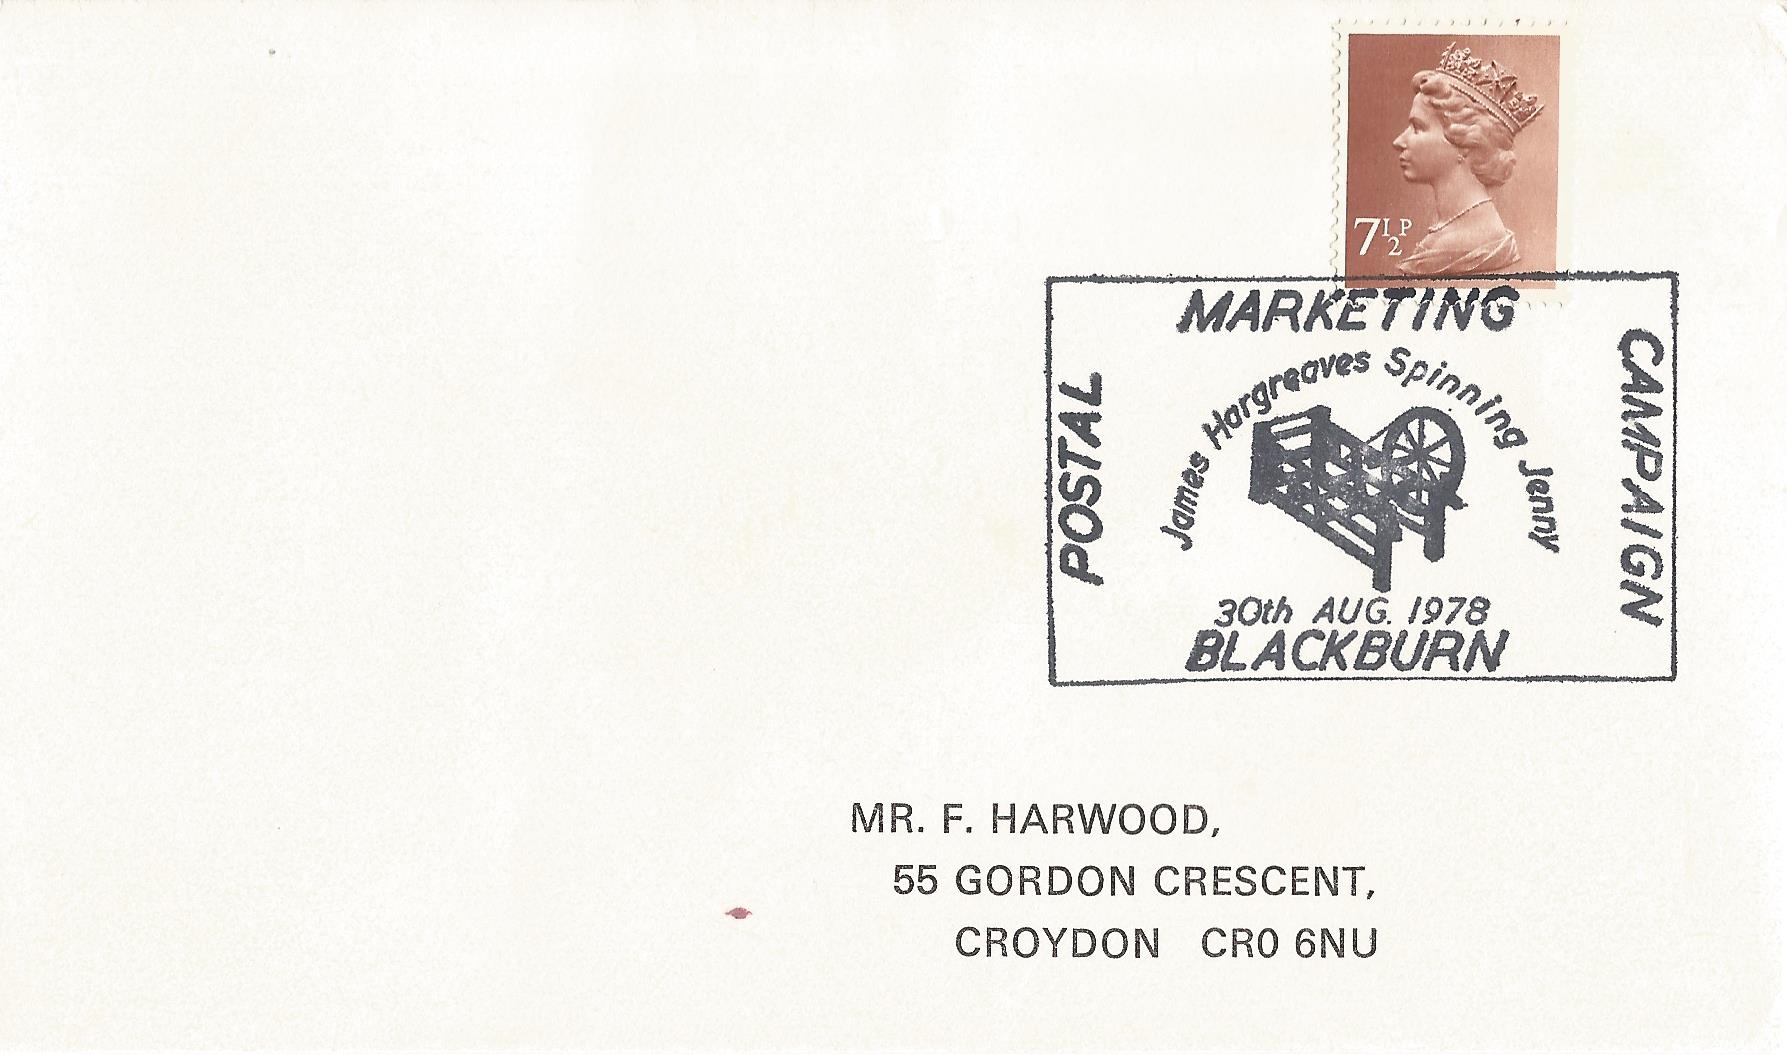 7½P
MARKETING
POSTAL
CAMPAIGN
James Hargreaves Spinning Jenny
30th AUG. 1978
BLACKBURN
MR. F. HARWOOD,
55 GORDON CRESCENT,
CROYDON CR0 6NU